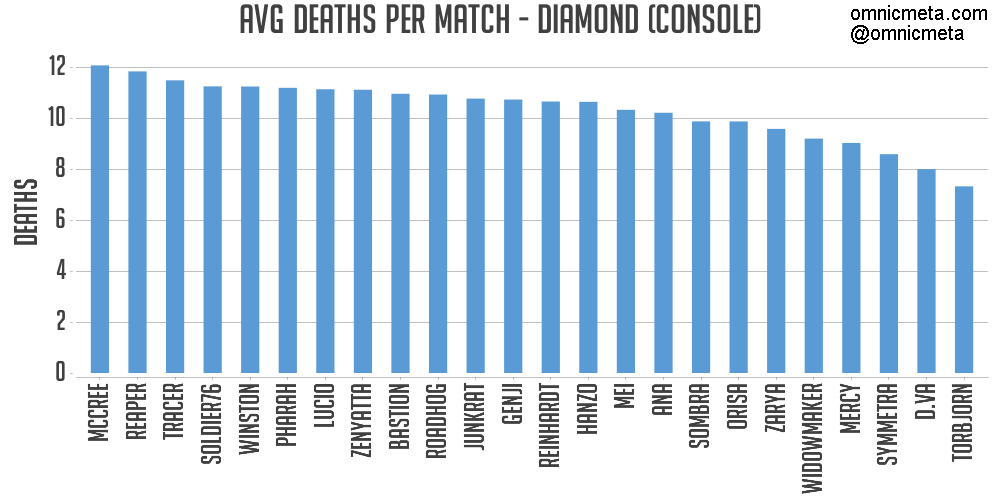 AVG DEATHS PER MATCH - DIAMOND (CONSOLE)
omnicmeta.com
@omnicmeta
DEATHS
12
10
8
6
4
2
0
MCCREE
REAPER
TRACER
SOLDIER76
WINSTON
PHARAH
LUCIO
ZENYATTA
BASTION
ROADHOG
JUNKRAT
GENJI
REINHARDT
HANZO
MEI
ANA
SOMBRA
ORISA
ZARYA
WIDOWMAKER
MERCY
SYMMETRA
D.VA
TORBJORN